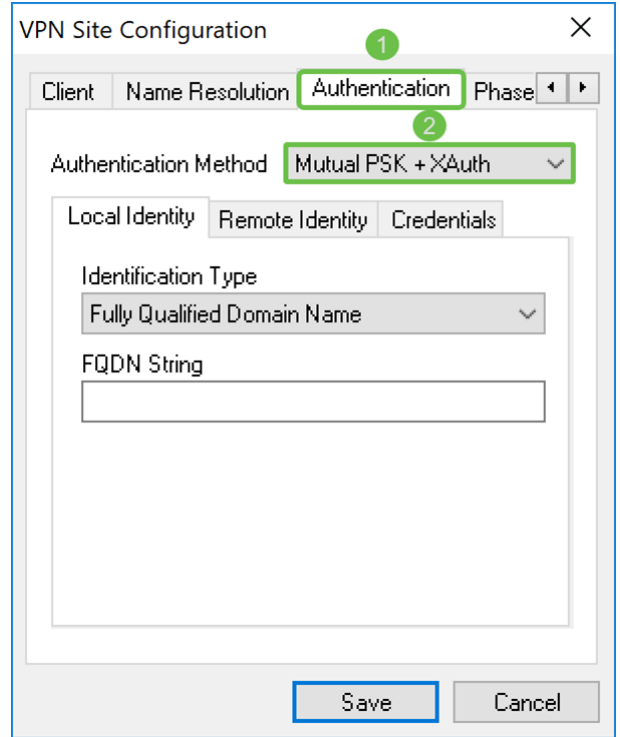 VPN Site Configuration
1
Client Name Resolution Authentication Phase
2
Authentication Method Mutual PSK + XAuth
Local Identity Remote Identity Credentials
Identification Type
Fully Qualified Domain Name
FQDN String
Save Cancel